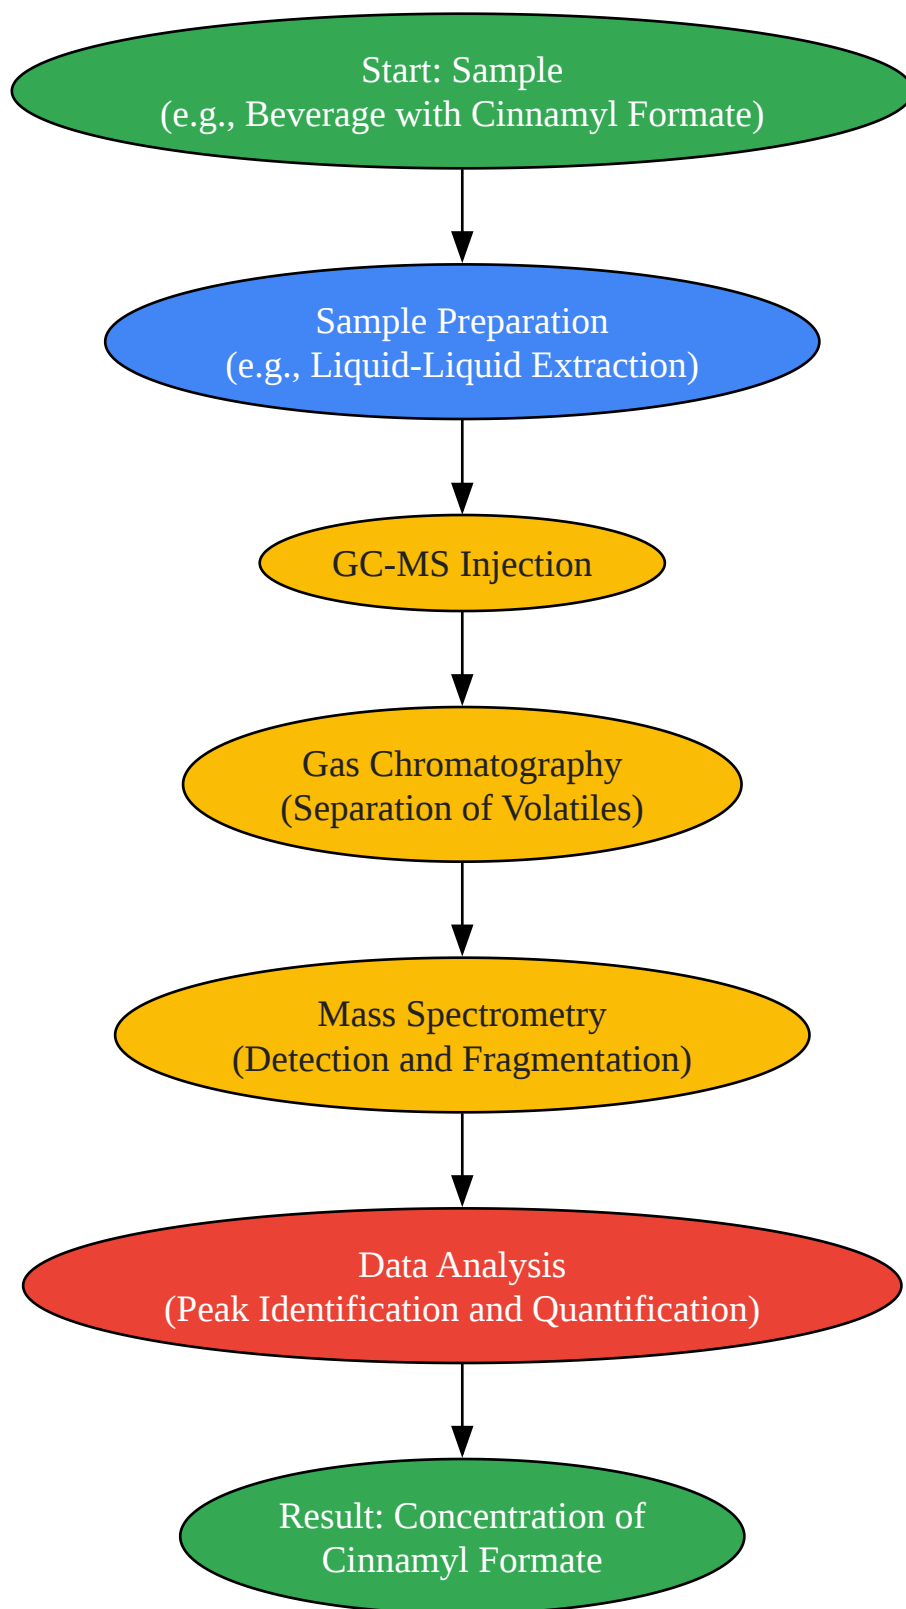 Start: Sample
(e.g., Beverage with Cinnamyl Formate)
Sample Preparation
(e.g., Liquid-Liquid Extraction)
GC-MS Injection
Gas Chromatography
(Separation of Volatiles)
Mass Spectrometry
(Detection and Fragmentation)
Data Analysis
(Peak Identification and Quantification)
Result: Concentration of
Cinnamyl Formate